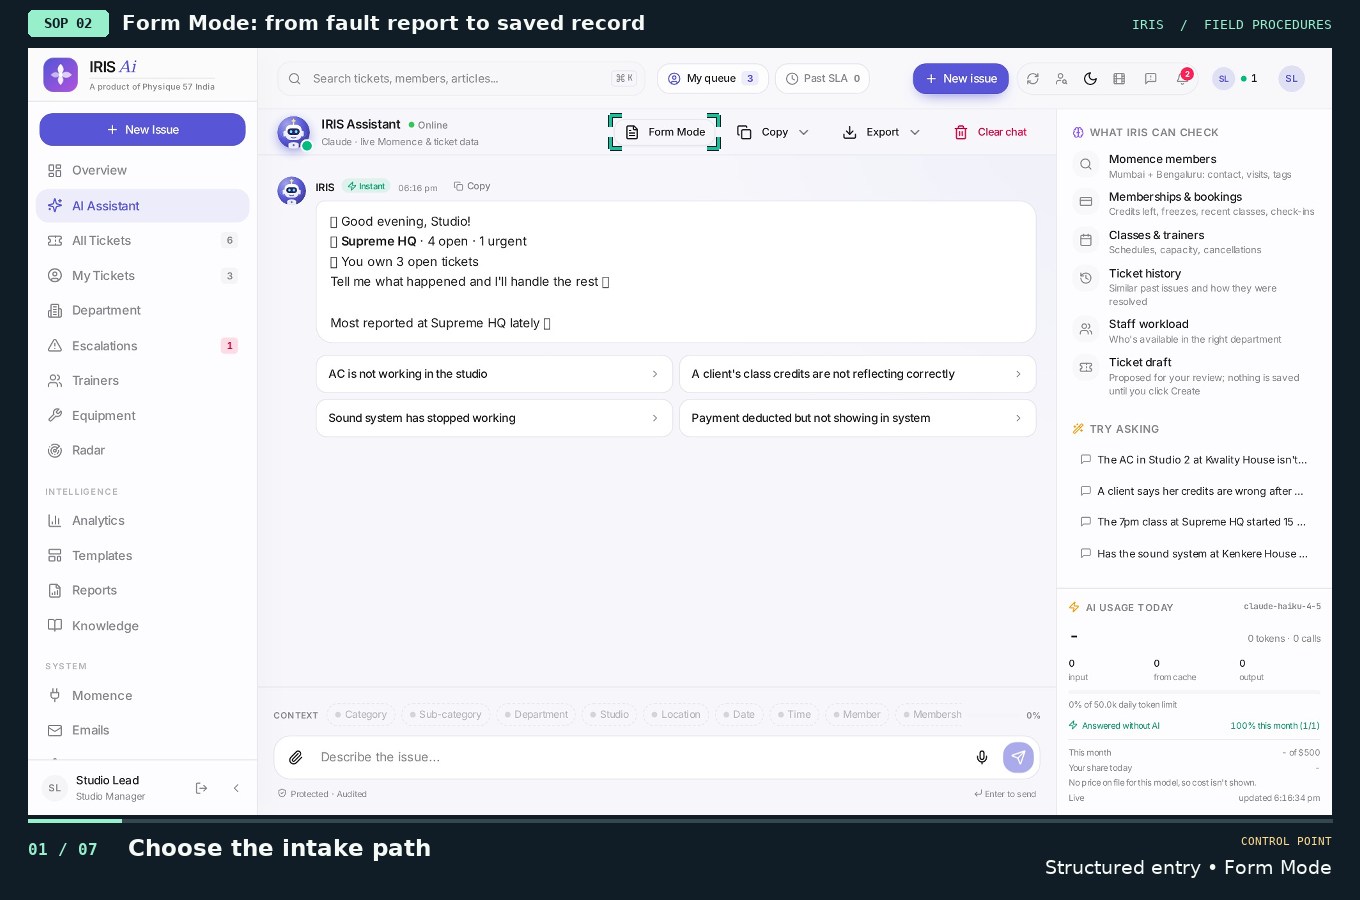 SOP 02
Form Mode: from fault report to saved record
IRIS / FIELD PROCEDURES
IRIS Ai
A product of Physique 57 India
Search tickets, members, articles...
⌘ K
My queue 3
Past SLA 0
+ New issue
2
SL
1
SL
+ New Issue
Overview
AI Assistant
All Tickets 6
My Tickets 3
Department
Escalations 1
Trainers
Equipment
Radar
INTELLIGENCE
Analytics
Templates
Reports
Knowledge
SYSTEM
Momence
Emails
SL
Studio Lead
Studio Manager
IRIS Assistant
Online
Claude · live Momence & ticket data
Form Mode
Copy
Export
Clear chat
IRIS
Instant
06:16 pm
Copy
Good evening, Studio!
Supreme HQ · 4 open · 1 urgent
You own 3 open tickets
Tell me what happened and I'll handle the rest
Most reported at Supreme HQ lately
AC is not working in the studio
A client's class credits are not reflecting correctly
Sound system has stopped working
Payment deducted but not showing in system
CONTEXT
Category
Sub-category
Department
Studio
Location
Date
Time
Member
Membersh
0%
Describe the issue...
Protected · Audited
Enter to send
WHAT IRIS CAN CHECK
Momence members
Mumbai + Bengaluru: contact, visits, tags
Memberships & bookings
Credits left, freezes, recent classes, check-ins
Classes & trainers
Schedules, capacity, cancellations
Ticket history
Similar past issues and how they were
resolved
Staff workload
Who's available in the right department
Ticket draft
Proposed for your review; nothing is saved
until you click Create
TRY ASKING
The AC in Studio 2 at Kwality House isn't...
A client says her credits are wrong after ...
The 7pm class at Supreme HQ started 15 ...
Has the sound system at Kenkere House ...
AI USAGE TODAY
claude-haiku-4-5
-
0 tokens · 0 calls
0 0 0
input from cache output
0% of 50.0k daily token limit
Answered without AI
100% this month (1/1)
This month - of $500
Your share today -
No price on file for this model, so cost isn't shown.
Live updated 6:16:34 pm
01 / 07
Choose the intake path
CONTROL POINT
Structured entry • Form Mode